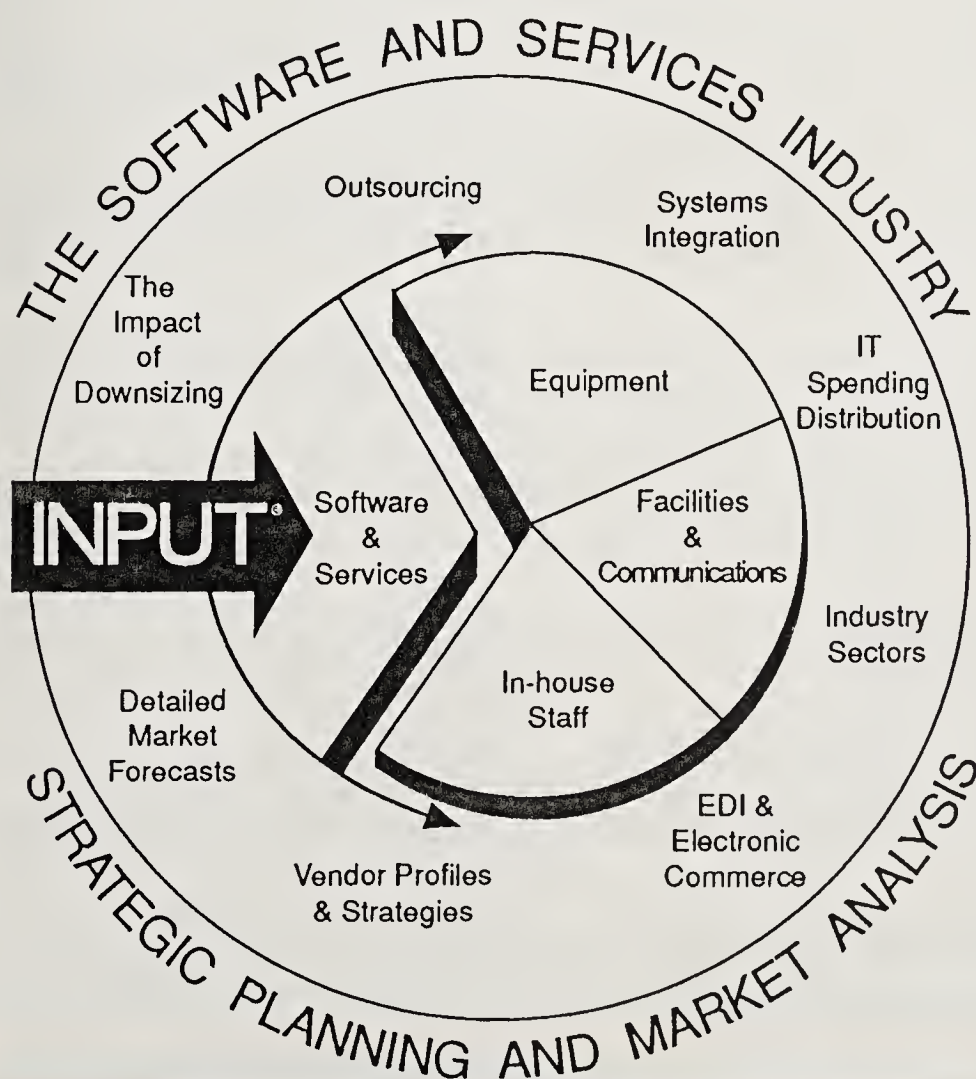 THE SOFTWARE AND SERVICES INDUSTRY
Outsourcing
Systems
Integration
The
Impact
of
Downsizing
IT
Spending
Distribution
Equipment
INPUT®
Software
&
Services
Facilities
&
Communications
Industry
Sectors
In-house
Staff
Detailed
Market
Forecasts
EDI &
Electronic
Commerce
Vendor Profiles
& Strategies
STRATEGIC PLANNING AND MARKET ANALYSIS